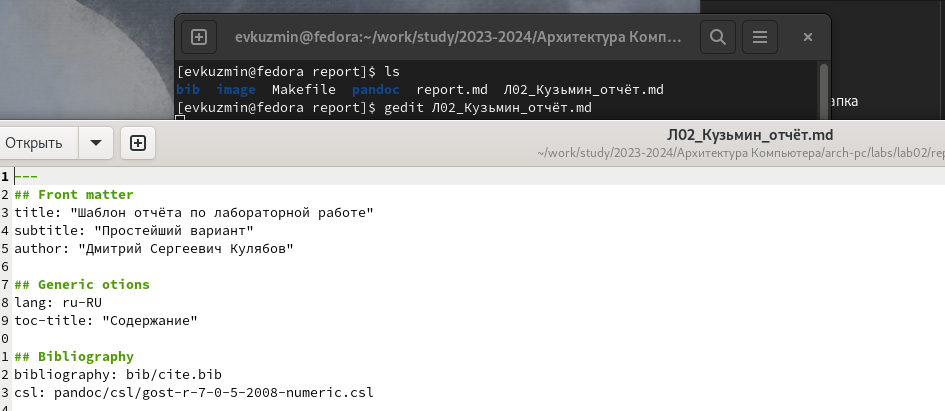 evkuzmin@fedora:~/work/study/2023-2024/Архитектура Комп...
[evkuzmin@fedora report]$ ls
bib image Makefile pandoc report.md Л02_Кузьмин_отчёт.md
[evkuzmin@fedora report]$ gedit Л02_Кузьмин_отчёт.md
апка
Открыть
Л02_Кузьмин_отчёт.md
~/work/study/2023-2024/Архитектура Компьютера/arch-pc/labs/lab02/rep
1 ---
2 ## Front matter
3 title: "Шаблон отчёта по лабораторной работе"
4 subtitle: "Простейший вариант"
5 author: "Дмитрий Сергеевич Кулябов"
6
7 ## Generic otions
8 lang: ru-RU
9 toc-title: "Содержание"
0
1 ## Bibliography
2 bibliography: bib/cite.bib
3 csl: pandoc/csl/gost-r-7-0-5-2008-numeric.csl